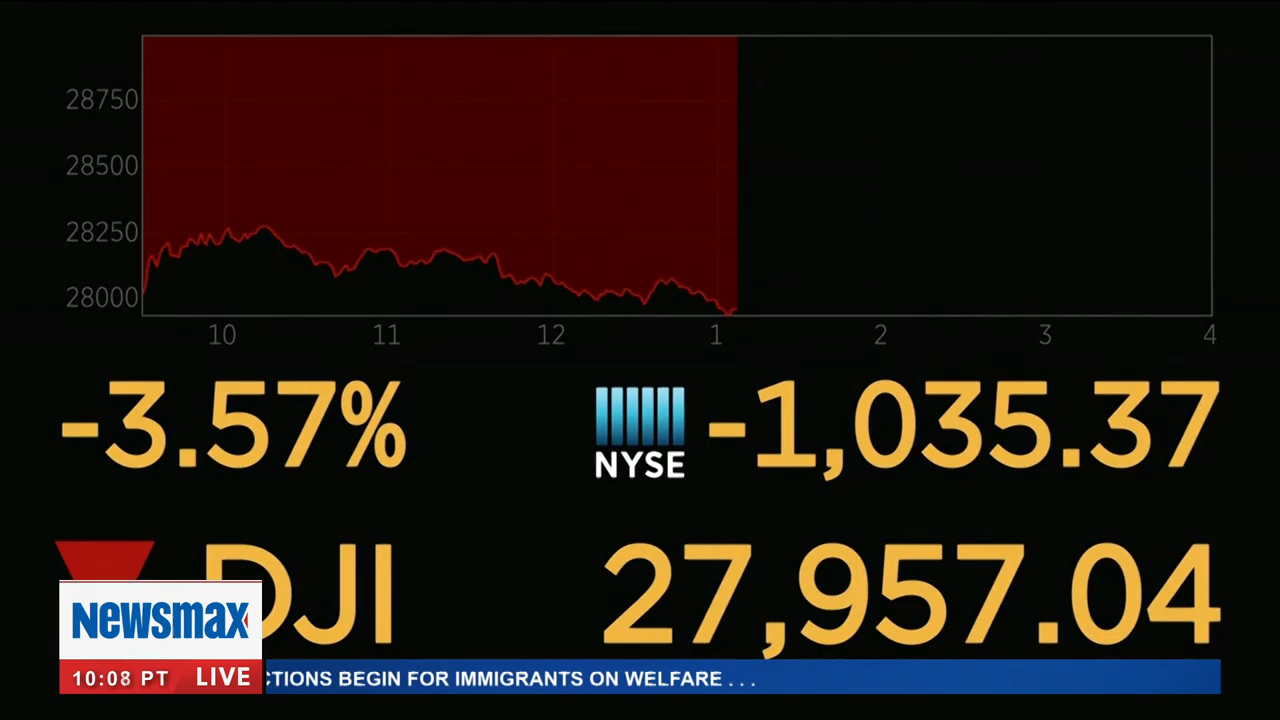 28750
28500
28250
28000
10 11 12 1 2 3 4
-3.57% NYSE -1,035.37
DJI 27,957.04
NEWSMAX
10:08 PT LIVE CTIONS BEGIN FOR IMMIGRANTS ON WELFARE . . .